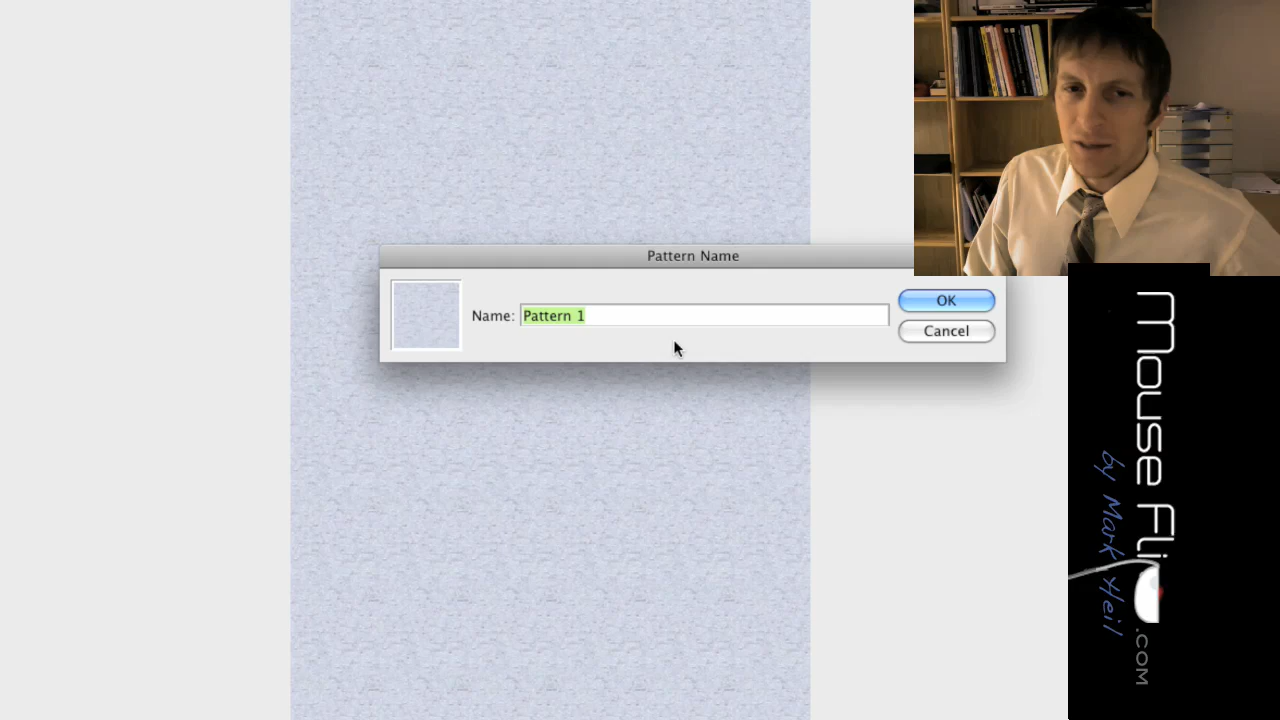 Pattern Name
Name: Pattern 1
OK
Cancel
Mouse Fli
.COM
by Mark Heil